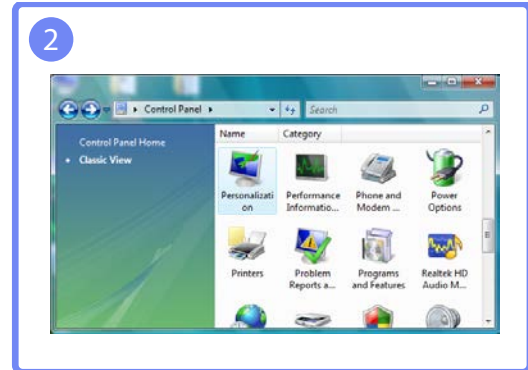 2
Control Panel
Search
Control Panel Home
Classic View
Name Category
Personalizati
on
Performance
Informatio...
Phone and
Modem ...
Power
Options
Printers
Problem
Reports a...
Programs
and Features
Realtek HD
Audio M...